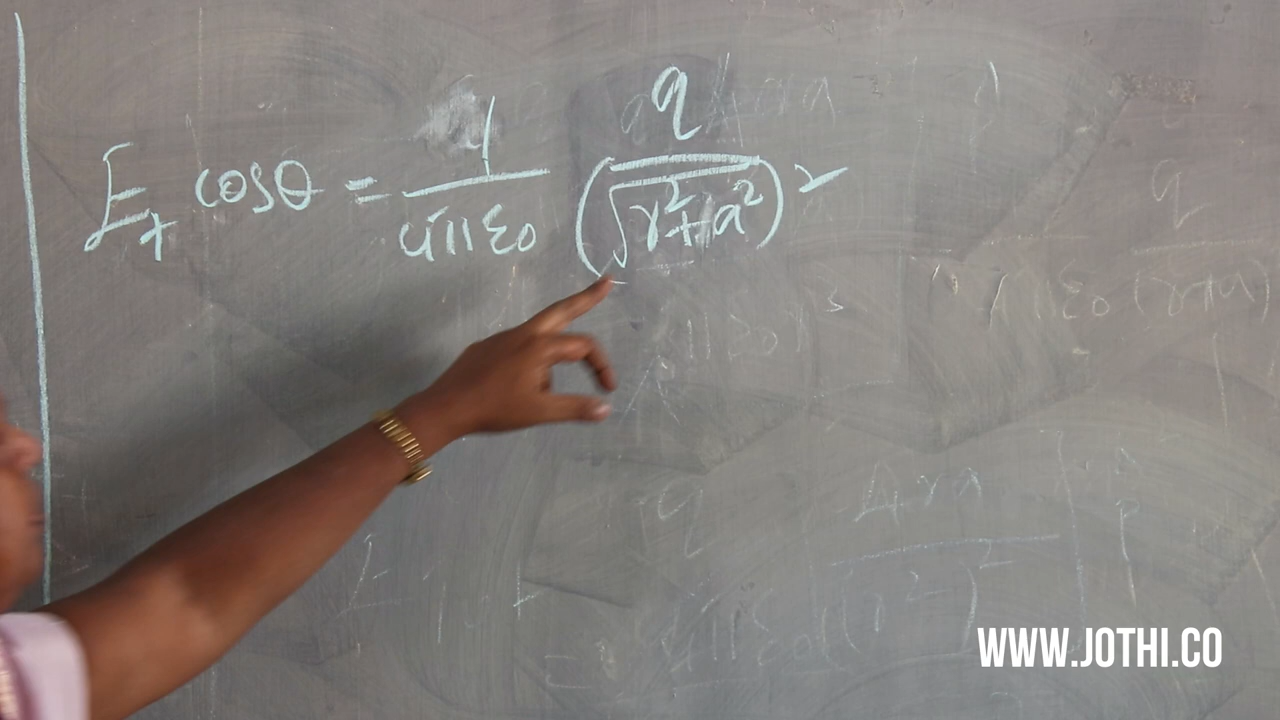 E₊ cosθ = 1/4πε₀ q/(√r²+a²)²
WWW.JOTHI.CO